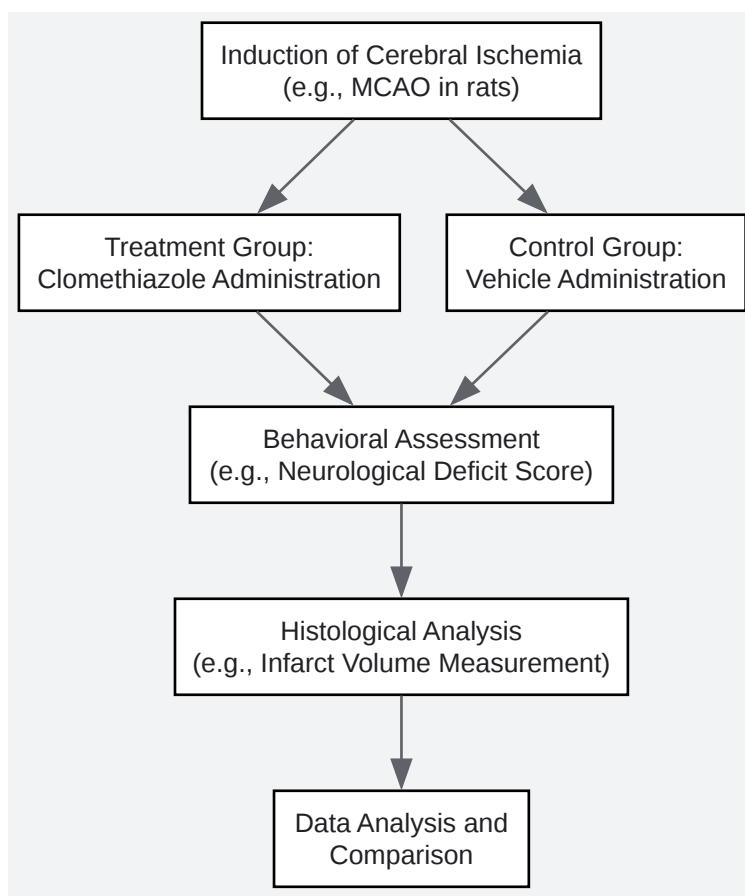 Induction of Cerebral Ischemia
(e.g., MCAO in rats)
Treatment Group:
Clomethiazole Administration
Control Group:
Vehicle Administration
Behavioral Assessment
(e.g., Neurological Deficit Score)
Histological Analysis
(e.g., Infarct Volume Measurement)
Data Analysis and
Comparison